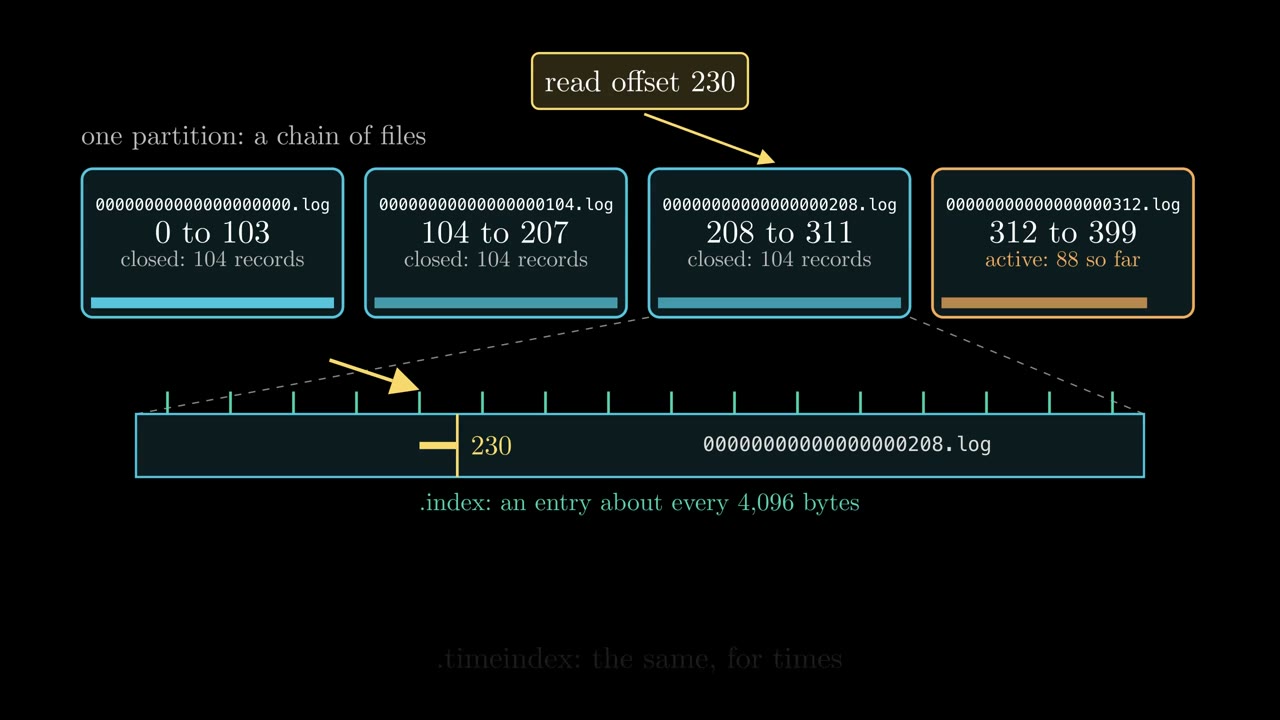 read offset 230
one partition: a chain of files
00000000000000000000.log
0 to 103
closed: 104 records
00000000000000000104.log
104 to 207
closed: 104 records
00000000000000000208.log
208 to 311
closed: 104 records
00000000000000000312.log
312 to 399
active: 88 so far
230
00000000000000000208.log
.index: an entry about every 4,096 bytes
.timeindex: the same, for times